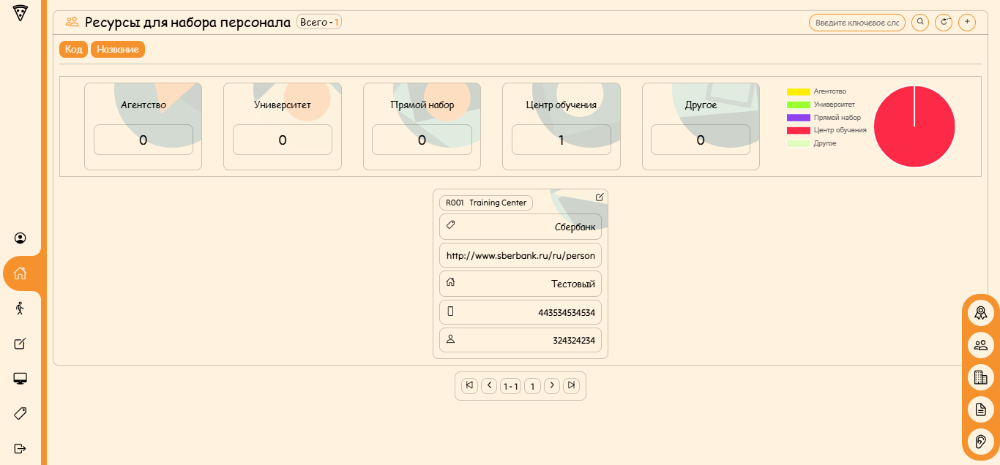 Ресурсы для набора персонала Всего - 1
Введите ключевое сло
Код Название
Агентство
0
Университет
0
Прямой набор
0
Центр обучения
1
Другое
0
Агентство
Университет
Прямой набор
Центр обучения
Другое
R001 Training Center
Сбербанк
http://www.sberbank.ru/ru/person
Тестовый
443534534534
324324234
1 - 1 1